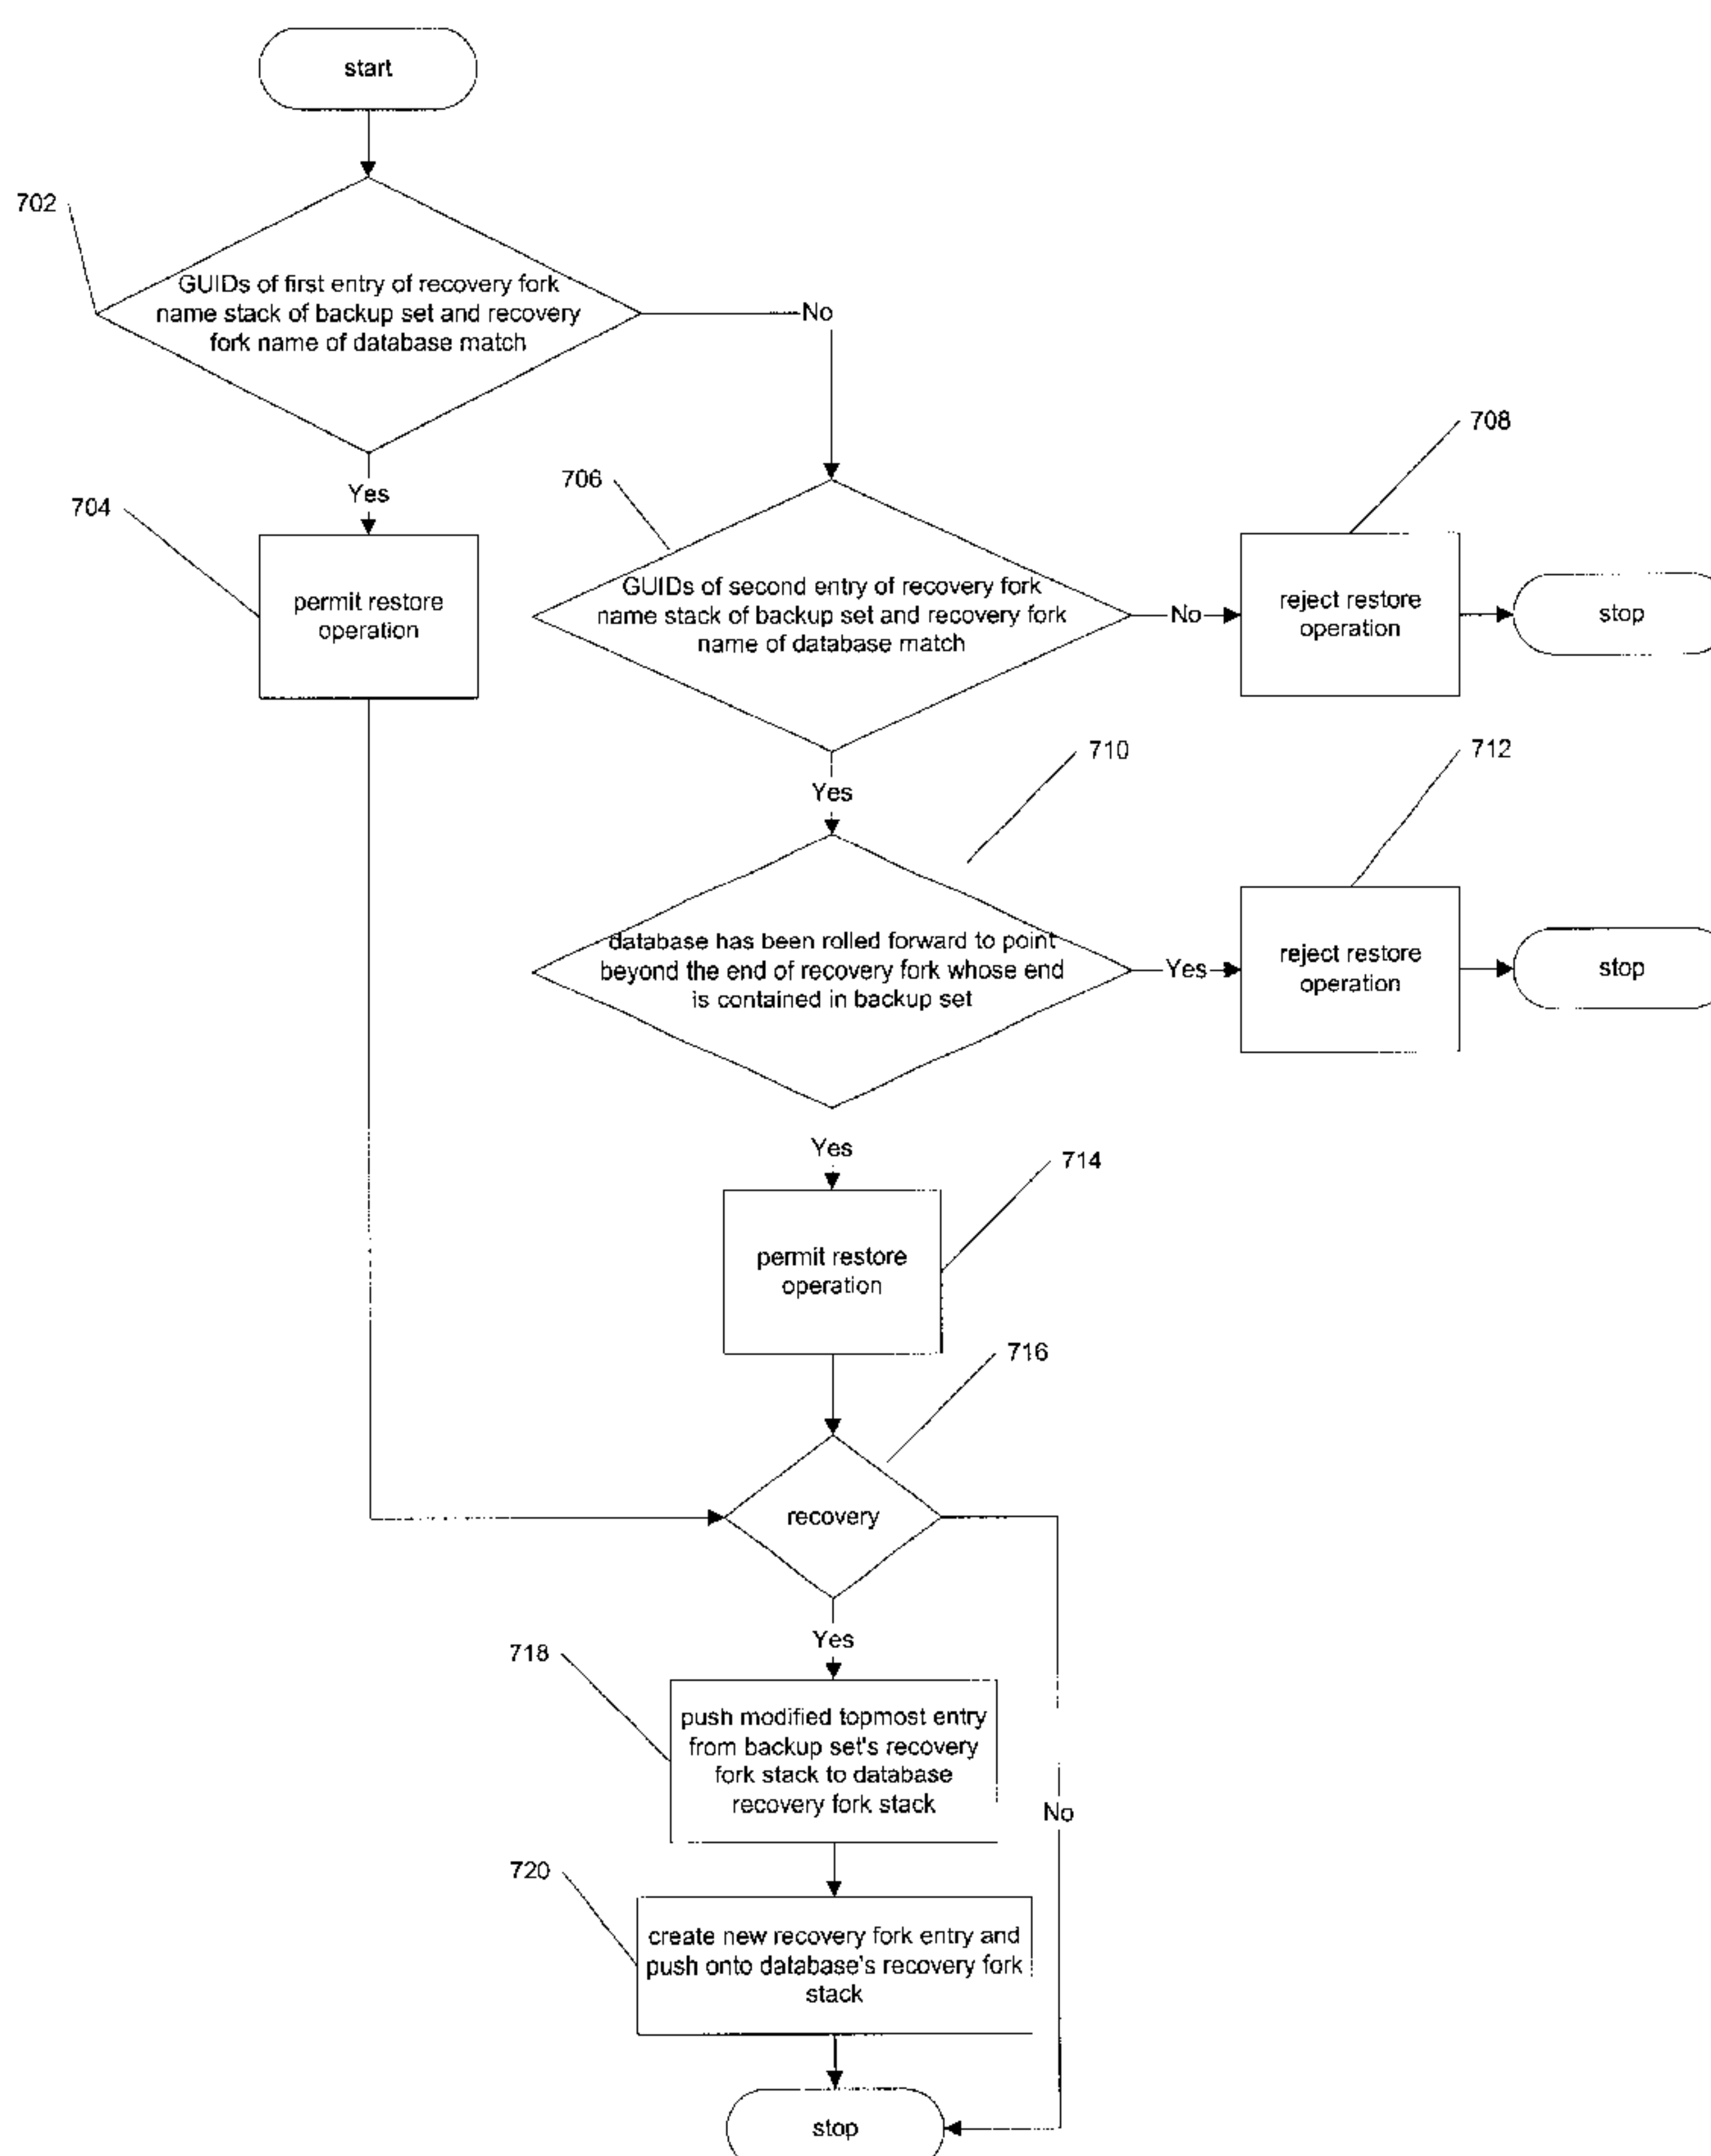 start
702
GUIDs of first entry of recovery fork
name stack of backup set and recovery
fork name of database match
No
Yes
704
permit restore
operation
706
GUIDs of second entry of recovery fork
name stack of backup set and recovery fork
name of database match
No
708
reject restore
operation
stop
Yes
710
database has been rolled forward to point
beyond the end of recovery fork whose end
is contained in backup set
Yes
712
reject restore
operation
stop
Yes
714
permit restore
operation
716
recovery
Yes
No
718
push modified topmost entry
from backup set's recovery
fork stack to database
recovery fork stack
720
create new recovery fork entry and
push onto database's recovery fork
stack
stop